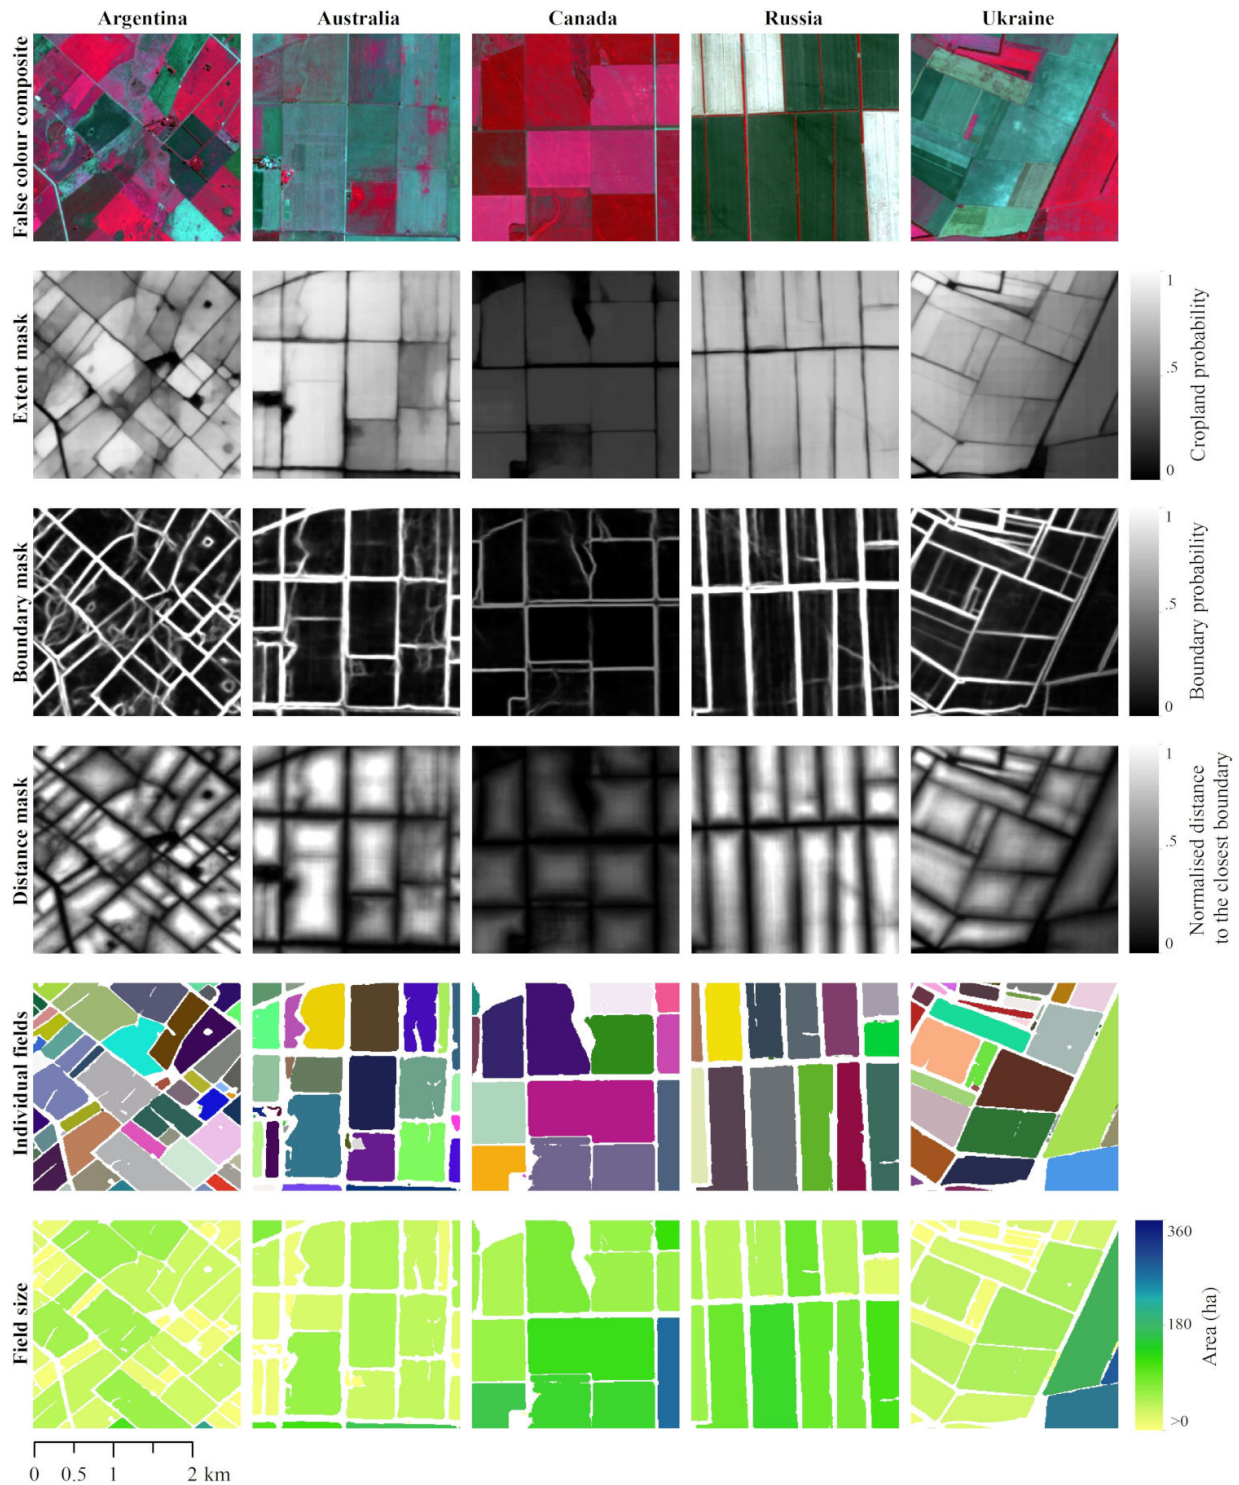 Argentina
Australia
Canada
Russia
Ukraine
False colour composite
Extent mask
1
.5
0
Cropland probability
Boundary mask
1
.5
0
Boundary probability
Distance mask
1
.5
0
Normalised distance
to the closest boundary
Individual fields
Field size
360
180
>0
Area (ha)
0 0.5 1 2 km